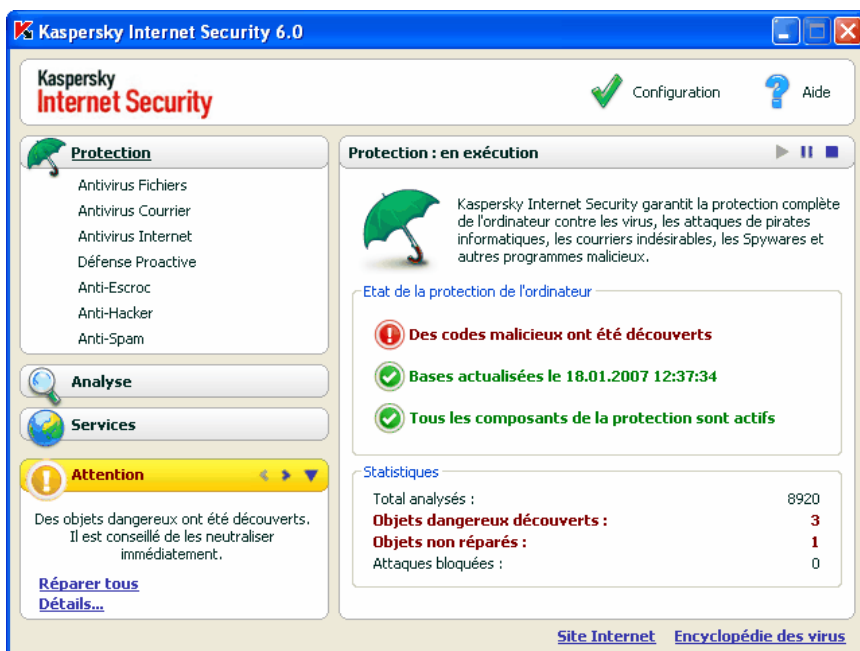 Kaspersky Internet Security 6.0
Kaspersky
Internet Security
Configuration
Aide
Protection
Antivirus Fichiers
Antivirus Courrier
Antivirus Internet
Défense Proactive
Anti-Escroc
Anti-Hacker
Anti-Spam
Analyse
Services
Attention
Des objets dangereux ont été découverts.
Il est conseillé de les neutraliser
immédiatement.
Réparer tous
Détails...
Protection : en exécution
Kaspersky Internet Security garantit la protection complète
de l'ordinateur contre les virus, les attaques de pirates
informatiques, les courriers indésirables, les Spywares et
autres programmes malicieux.
Etat de la protection de l'ordinateur
Des codes malicieux ont été découverts
Bases actualisées le 18.01.2007 12:37:34
Tous les composants de la protection sont actifs
Statistiques
Total analysés : 8920
Objets dangereux découverts : 3
Objets non réparés : 1
Attaques bloquées : 0
Site Internet Encyclopédie des virus